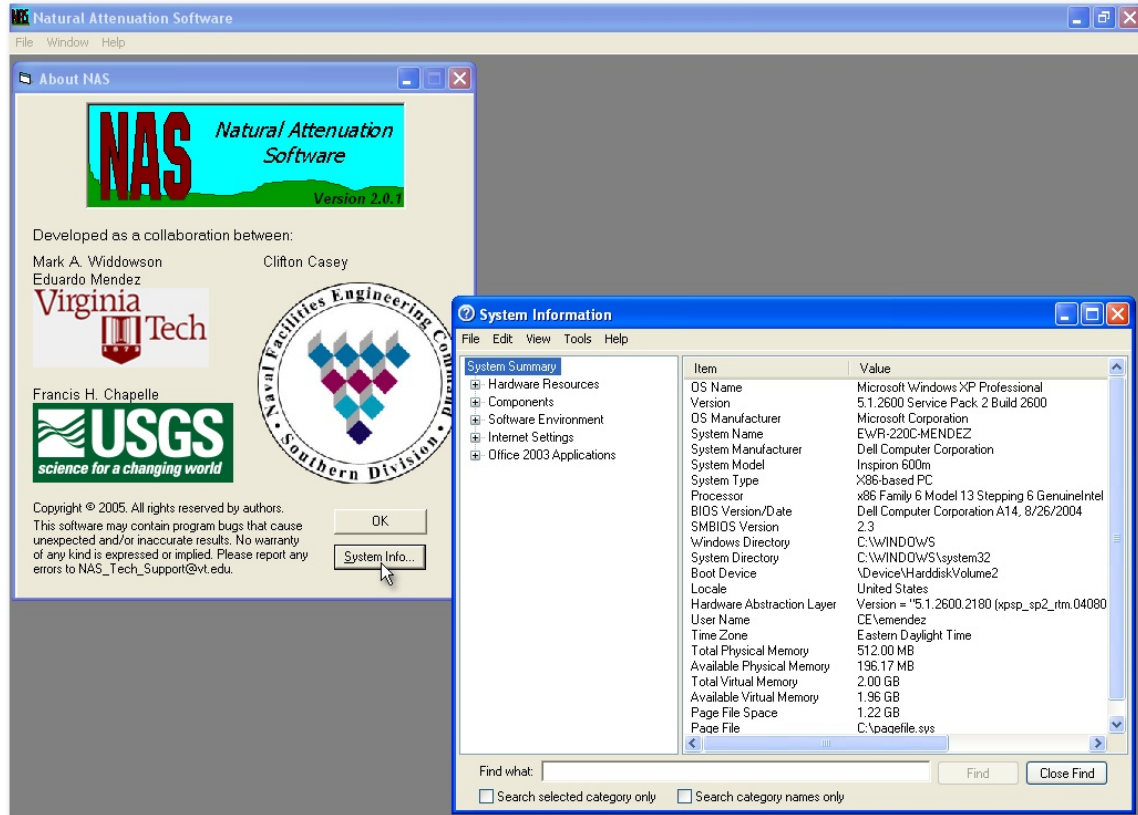 NAS Natural Attenuation Software
File Window Help
About NAS
NAS
Natural Attenuation
Software
Version 2.0.1
Developed as a collaboration between:
Mark A. Widdowson
Eduardo Mendez
Clifton Casey
Virginia
Tech
1872
Naval Facilities Engineering Command
Southern Division
Francis H. Chapelle
USGS
science for a changing world
Copyright © 2005. All rights reserved by authors.
This software may contain program bugs that cause
unexpected and/or inaccurate results. No warranty
of any kind is expressed or implied. Please report any
errors to NAS_Tech_Support@vt.edu.
OK
System Info...
System Information
File Edit View Tools Help
System Summary
Hardware Resources
Components
Software Environment
Internet Settings
Office 2003 Applications
Item Value
OS Name Microsoft Windows XP Professional
Version 5.1.2600 Service Pack 2 Build 2600
OS Manufacturer Microsoft Corporation
System Name EWR-220C-MENDEZ
System Manufacturer Dell Computer Corporation
System Model Inspiron 600m
System Type X86-based PC
Processor x86 Family 6 Model 13 Stepping 6 GenuineIntel
BIOS Version/Date Dell Computer Corporation A14, 8/26/2004
SMBIOS Version 2.3
Windows Directory C:\WINDOWS
System Directory C:\WINDOWS\system32
Boot Device \Device\HarddiskVolume2
Locale United States
Hardware Abstraction Layer Version = "5.1.2600.2180 (xpsp_sp2_rtm.04080
User Name CE\emendez
Time Zone Eastern Daylight Time
Total Physical Memory 512.00 MB
Available Physical Memory 196.17 MB
Total Virtual Memory 2.00 GB
Available Virtual Memory 1.96 GB
Page File Space 1.22 GB
Page File C:\pagefile.sys
Find what:
Find
Close Find
Search selected category only
Search category names only